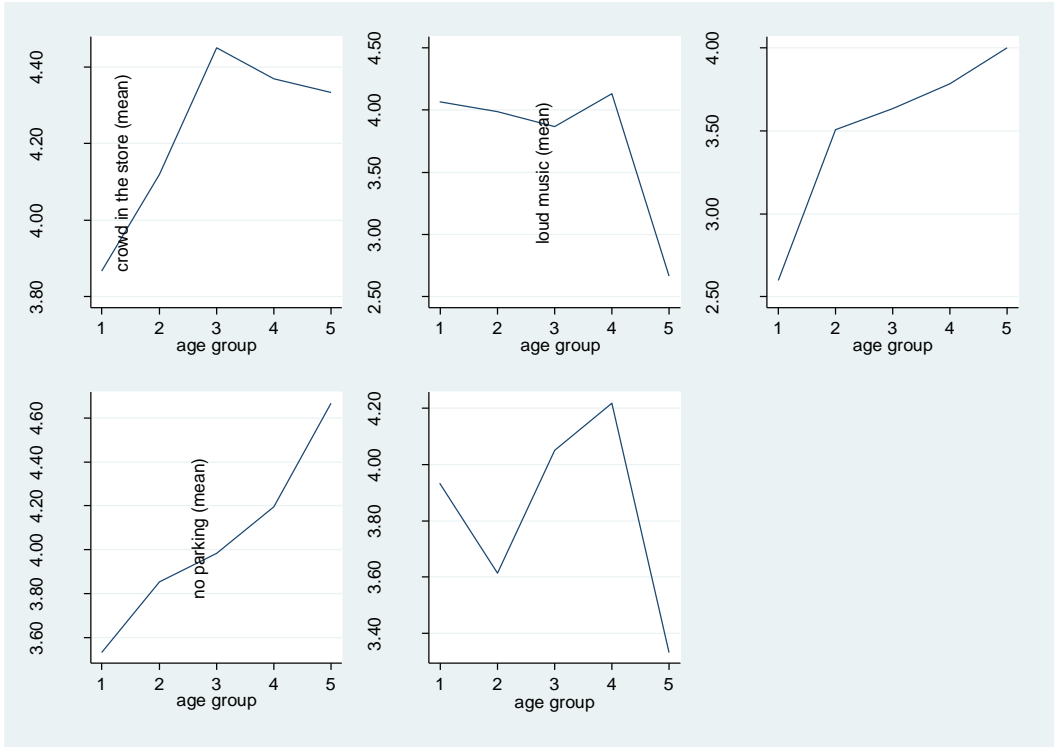 4.40
4.20
4.00
3.80
crowd in the store (mean)
1 2 3 4 5
age group
4.50
4.00
3.50
3.00
2.50
loud music (mean)
1 2 3 4 5
age group
4.00
3.50
3.00
2.50
1 2 3 4 5
age group
4.60
4.40
4.20
4.00
3.80
3.60
no parking (mean)
1 2 3 4 5
age group
4.20
4.00
3.80
3.60
3.40
1 2 3 4 5
age group